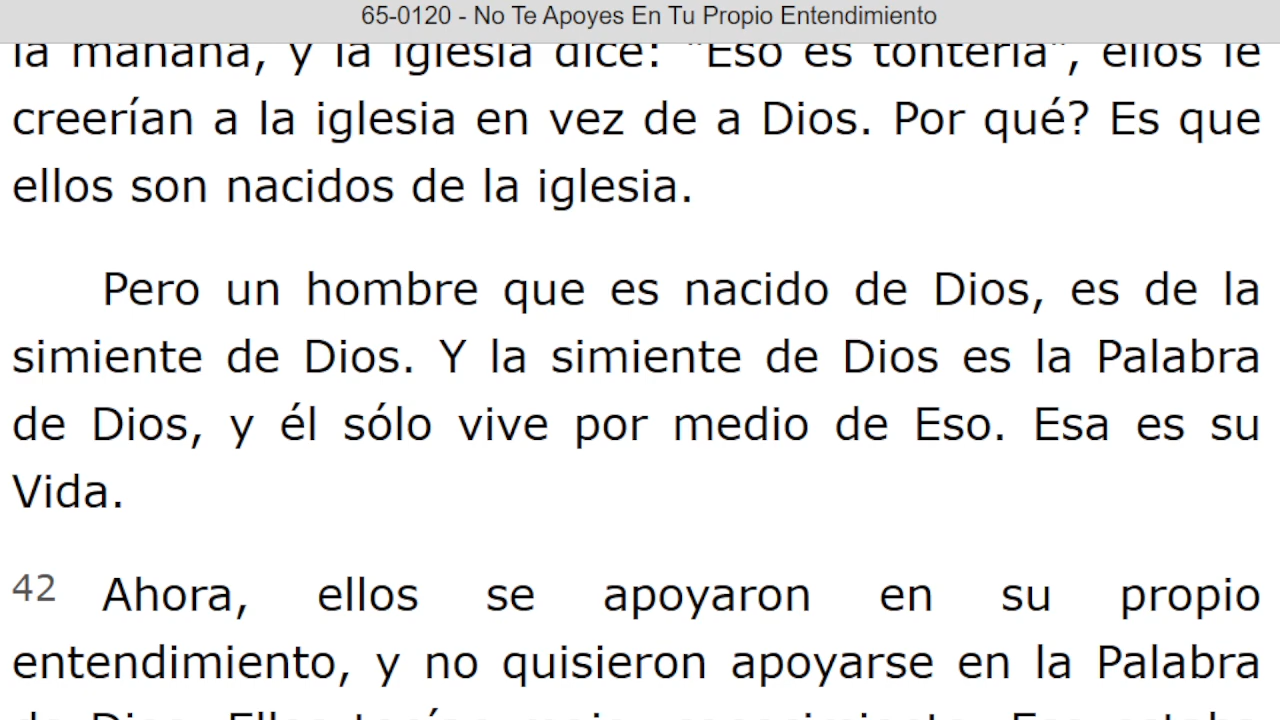 65-0120 - No Te Apoyes En Tu Propio Entendimiento
la mañana, y la iglesia dice: "Eso es tontería", ellos le
creerían a la iglesia en vez de a Dios. Por qué? Es que
ellos son nacidos de la iglesia.
Pero un hombre que es nacido de Dios, es de la
simiente de Dios. Y la simiente de Dios es la Palabra
de Dios, y él sólo vive por medio de Eso. Esa es su
Vida.
42 Ahora, ellos se apoyaron en su propio
entendimiento, y no quisieron apoyarse en la Palabra
de Dios. Ellos tenían